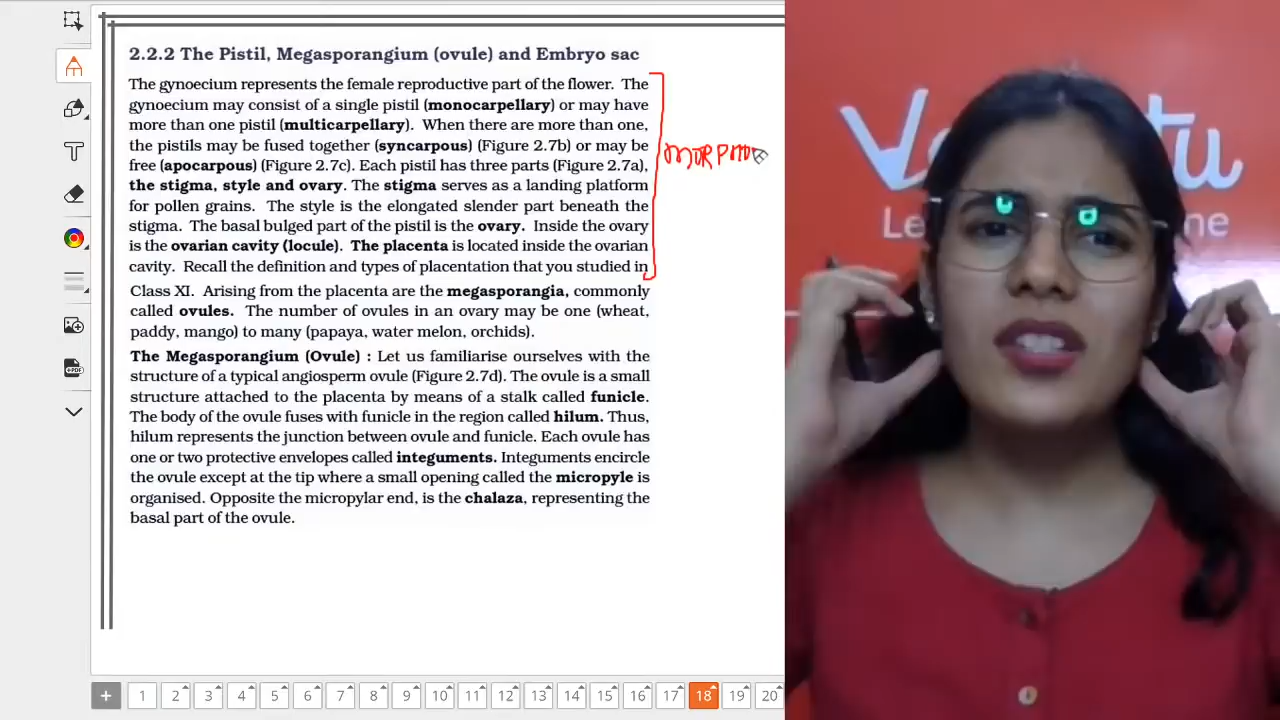 2.2.2 The Pistil, Megasporangium (ovule) and Embryo sac
The gynoecium represents the female reproductive part of the flower. The
gynoecium may consist of a single pistil (monocarpellary) or may have
more than one pistil (multicarpellary). When there are more than one,
the pistils may be fused together (syncarpous) (Figure 2.7b) or may be
free (apocarpous) (Figure 2.7c). Each pistil has three parts (Figure 2.7a),
the stigma, style and ovary. The stigma serves as a landing platform
for pollen grains. The style is the elongated slender part beneath the
stigma. The basal bulged part of the pistil is the ovary. Inside the ovary
is the ovarian cavity (locule). The placenta is located inside the ovarian
cavity. Recall the definition and types of placentation that you studied in
Class XI. Arising from the placenta are the megasporangia, commonly
called ovules. The number of ovules in an ovary may be one (wheat,
paddy, mango) to many (papaya, water melon, orchids).
The Megasporangium (Ovule) : Let us familiarise ourselves with the
structure of a typical angiosperm ovule (Figure 2.7d). The ovule is a small
structure attached to the placenta by means of a stalk called funicle.
The body of the ovule fuses with funicle in the region called hilum. Thus,
hilum represents the junction between ovule and funicle. Each ovule has
one or two protective envelopes called integuments. Integuments encircle
the ovule except at the tip where a small opening called the micropyle is
organised. Opposite the micropylar end, is the chalaza, representing the
basal part of the ovule.
1 2 3 4 5 6 7 8 9 10 11 12 13 14 15 16 17 18 19 20